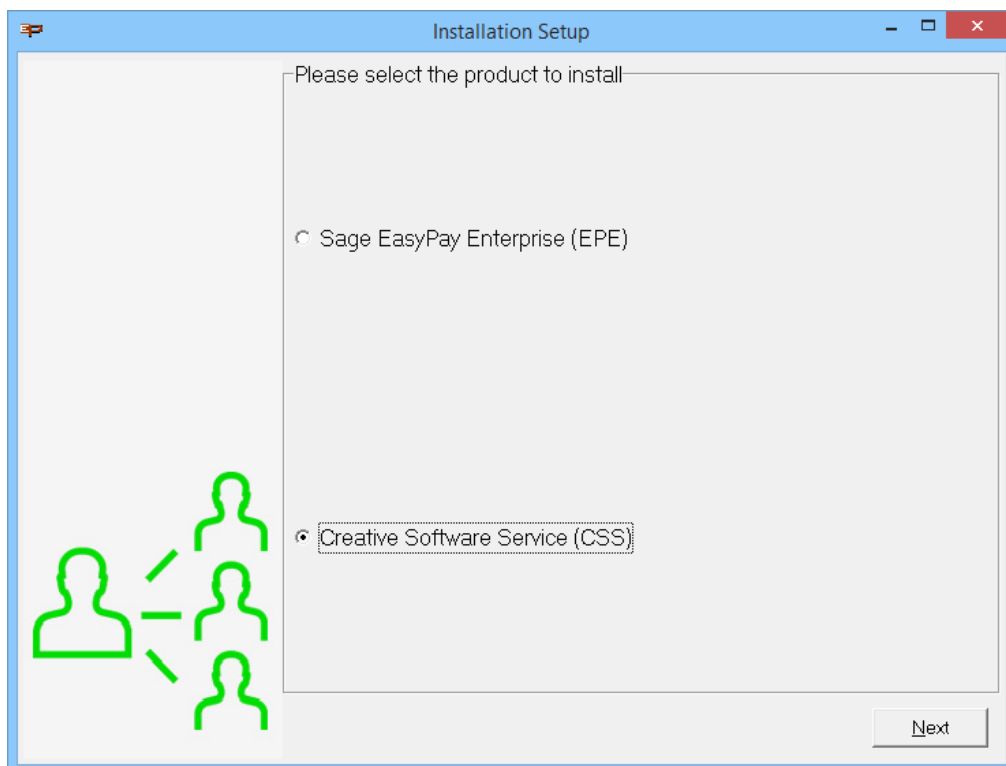 Installation Setup
Please select the product to install
Sage EasyPay Enterprise (EPE)
Creative Software Service (CSS)
Next